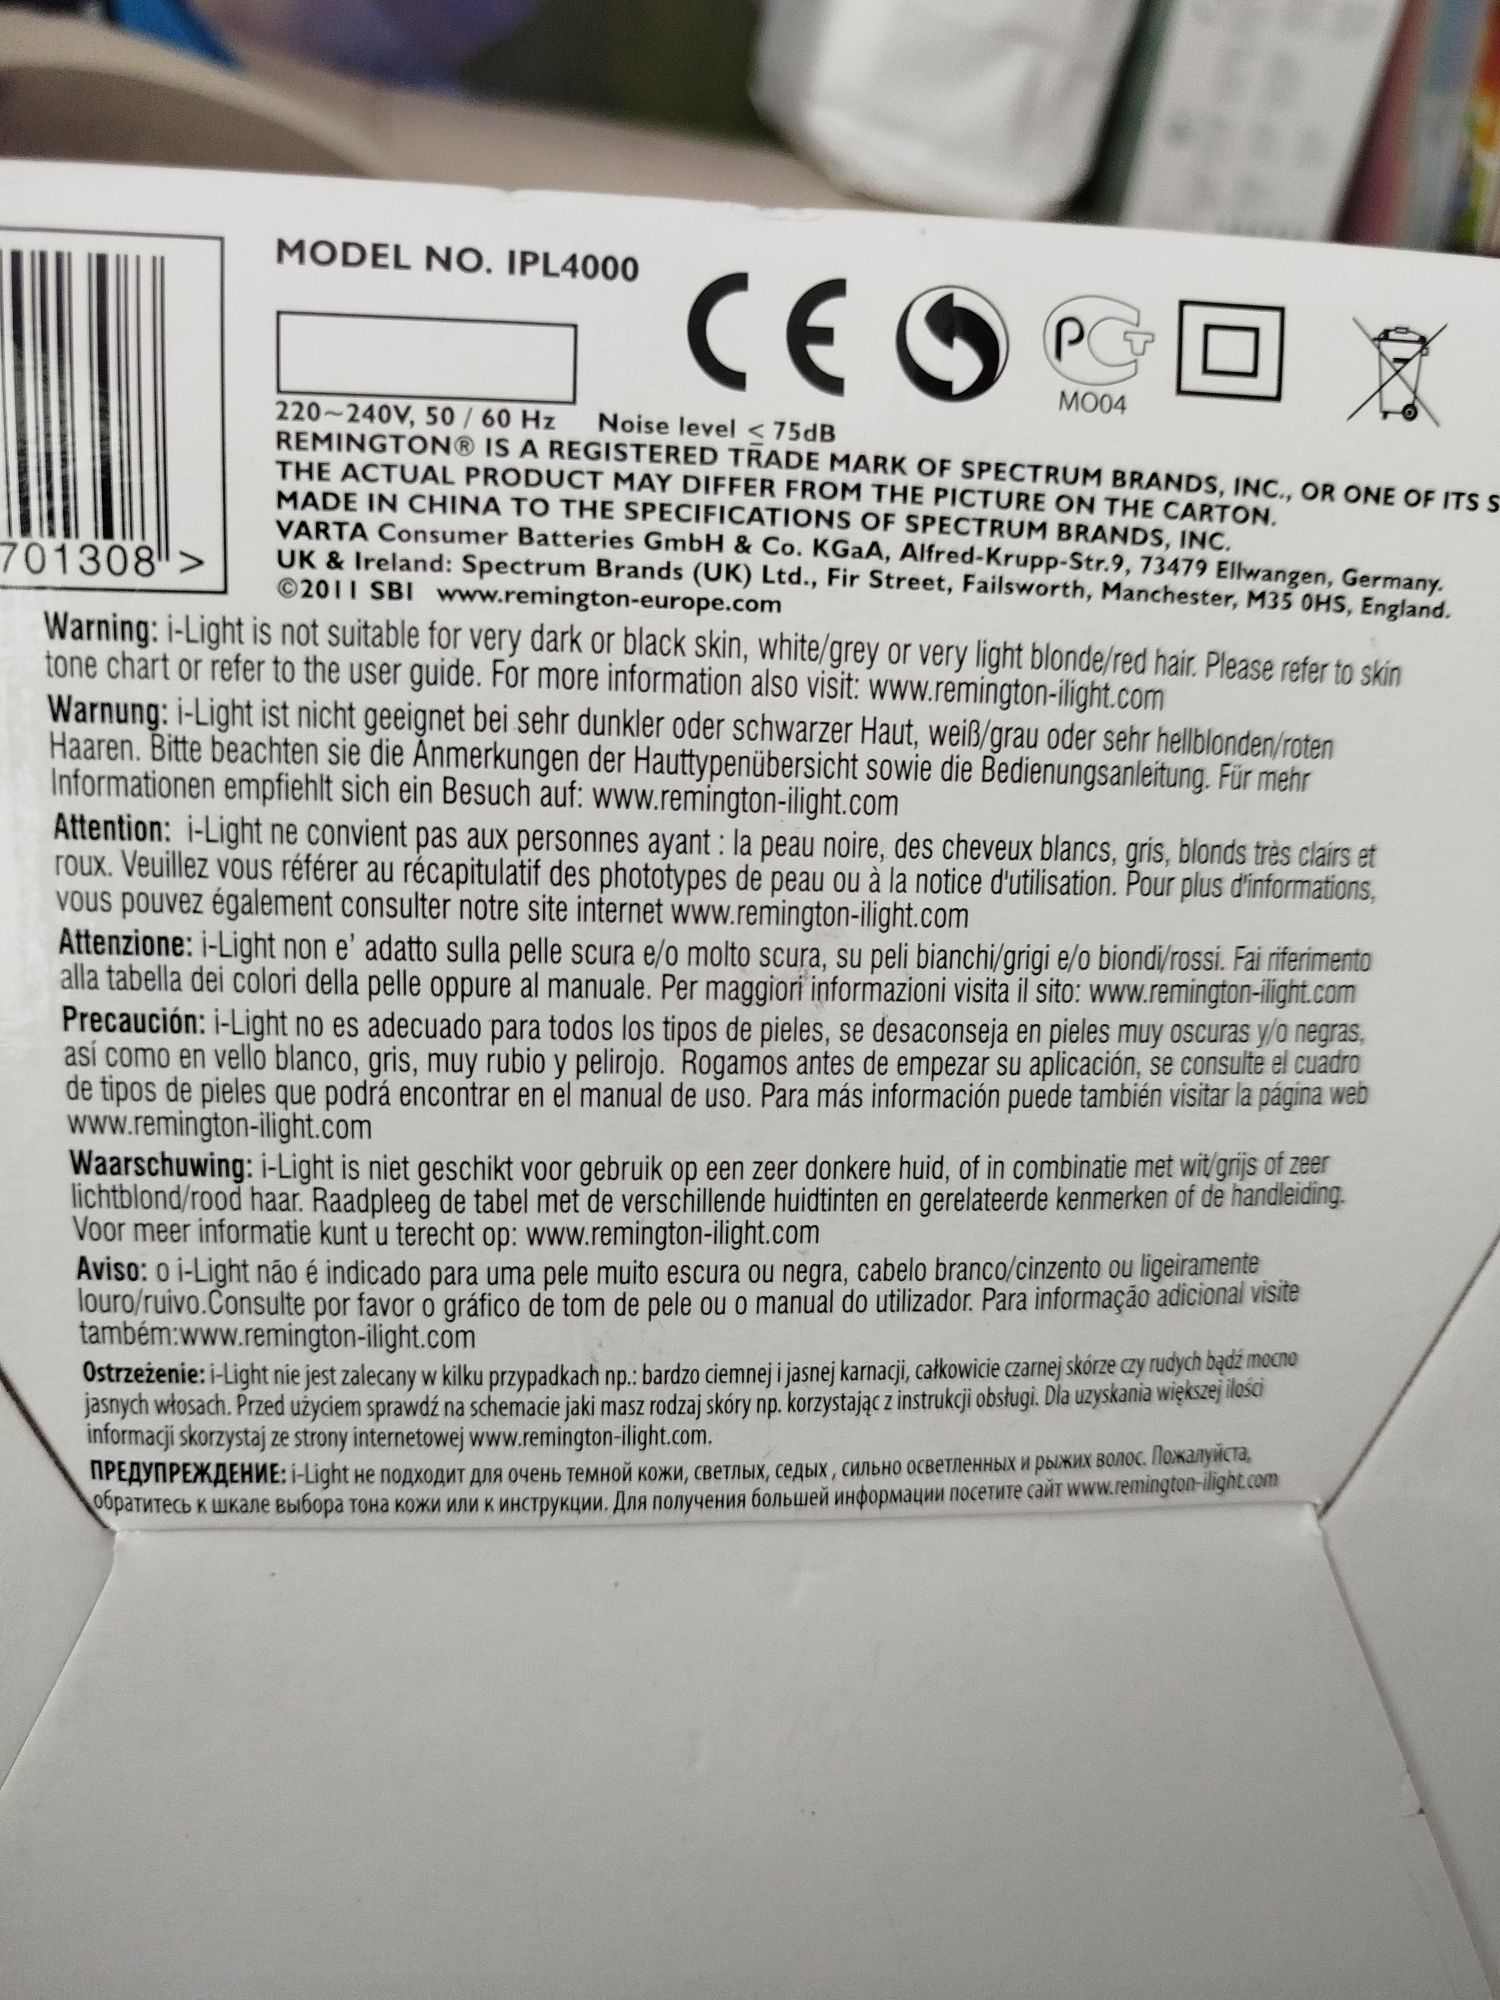 MODEL NO. IPL4000
CE
PCT
MO04
701308 >
220~240V, 50 / 60 Hz Noise level ≤ 75dB
REMINGTON® IS A REGISTERED TRADE MARK OF SPECTRUM BRANDS, INC., OR ONE OF ITS S
THE ACTUAL PRODUCT MAY DIFFER FROM THE PICTURE ON THE CARTON.
MADE IN CHINA TO THE SPECIFICATIONS OF SPECTRUM BRANDS, INC.
VARTA Consumer Batteries GmbH & Co. KGaA, Alfred-Krupp-Str.9, 73479 Ellwangen, Germany.
UK & Ireland: Spectrum Brands (UK) Ltd., Fir Street, Failsworth, Manchester, M35 0HS, England.
©2011 SBI www.remington-europe.com
Warning: i-Light is not suitable for very dark or black skin, white/grey or very light blonde/red hair. Please refer to skin
tone chart or refer to the user guide. For more information also visit: www.remington-ilight.com
Warnung: i-Light ist nicht geeignet bei sehr dunkler oder schwarzer Haut, weiß/grau oder sehr hellblonden/roten
Haaren. Bitte beachten sie die Anmerkungen der Hauttypenübersicht sowie die Bedienungsanleitung. Für mehr
Informationen empfiehlt sich ein Besuch auf: www.remington-ilight.com
Attention: i-Light ne convient pas aux personnes ayant : la peau noire, des cheveux blancs, gris, blonds très clairs et
roux. Veuillez vous référer au récapitulatif des phototypes de peau ou à la notice d'utilisation. Pour plus d'informations,
vous pouvez également consulter notre site internet www.remington-ilight.com
Attenzione: i-Light non e' adatto sulla pelle scura e/o molto scura, su peli bianchi/grigi e/o biondi/rossi. Fai riferimento
alla tabella dei colori della pelle oppure al manuale. Per maggiori informazioni visita il sito: www.remington-ilight.com
Precaución: i-Light no es adecuado para todos los tipos de pieles, se desaconseja en pieles muy oscuras y/o negras,
así como en vello blanco, gris, muy rubio y pelirojo. Rogamos antes de empezar su aplicación, se consulte el cuadro
de tipos de pieles que podrá encontrar en el manual de uso. Para más información puede también visitar la página web
www.remington-ilight.com
Waarschuwing: i-Light is niet geschikt voor gebruik op een zeer donkere huid, of in combinatie met wit/grijs of zeer
lichtblond/rood haar. Raadpleeg de tabel met de verschillende huidtinten en gerelateerde kenmerken of de handleiding.
Voor meer informatie kunt u terecht op: www.remington-ilight.com
Aviso: o i-Light não é indicado para uma pele muito escura ou negra, cabelo branco/cinzento ou ligeiramente
louro/ruivo.Consulte por favor o gráfico de tom de pele ou o manual do utilizador. Para informação adicional visite
também:www.remington-ilight.com
Ostrzeżenie: i-Light nie jest zalecany w kilku przypadkach np.: bardzo ciemnej i jasnej karnacji, całkowicie czarnej skórze czy rudych bądź mocno
jasnych włosach. Przed użyciem sprawdź na schemacie jaki masz rodzaj skóry np. korzystając z instrukcji obsługi. Dla uzyskania większej ilości
informacji skorzystaj ze strony internetowej www.remington-ilight.com.
ПРЕДУПРЕЖДЕНИЕ: i-Light не подходит для очень темной кожи, светлых, седых , сильно осветленных и рыжих волос. Пожалуйста,
обратитесь к шкале выбора тона кожи или к инструкции. Для получения большей информации посетите сайт www.remington-ilight.com